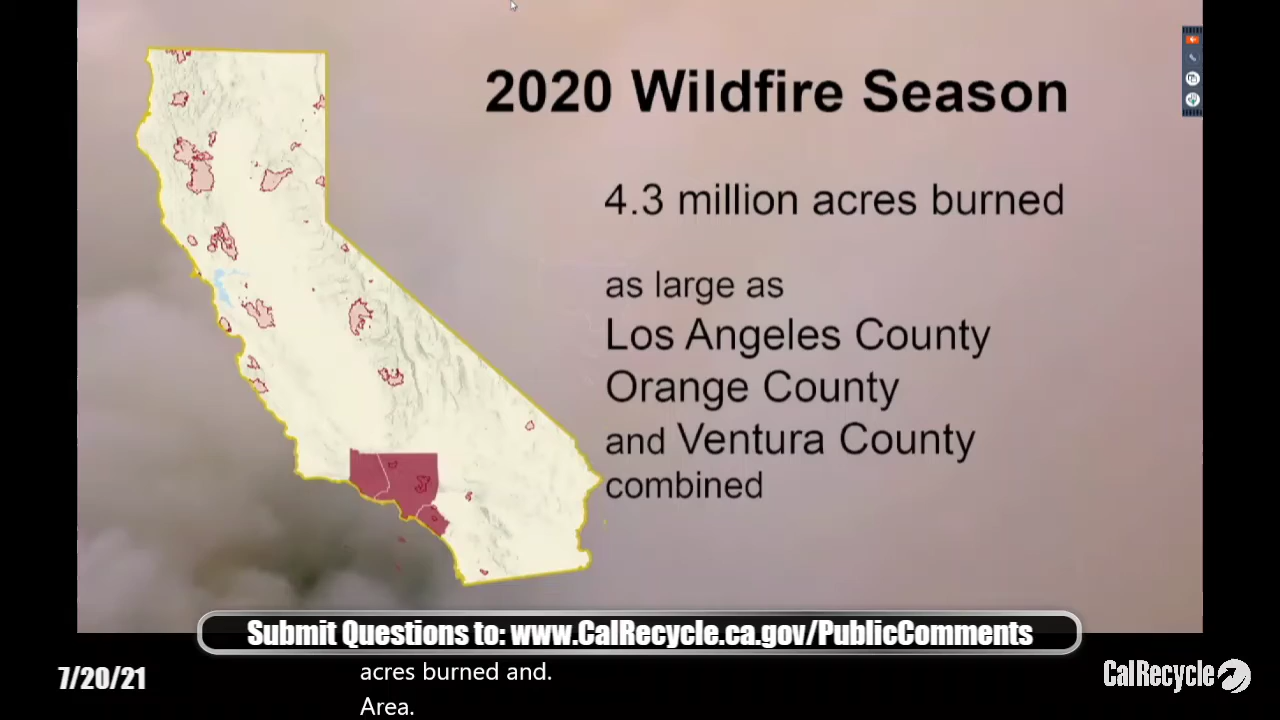 2020 Wildfire Season
4.3 million acres burned
as large as
Los Angeles County
Orange County
and Ventura County
combined
Submit Questions to: www.CalRecycle.ca.gov/PublicComments
7/20/21
acres burned and.
Area.
CalRecycle